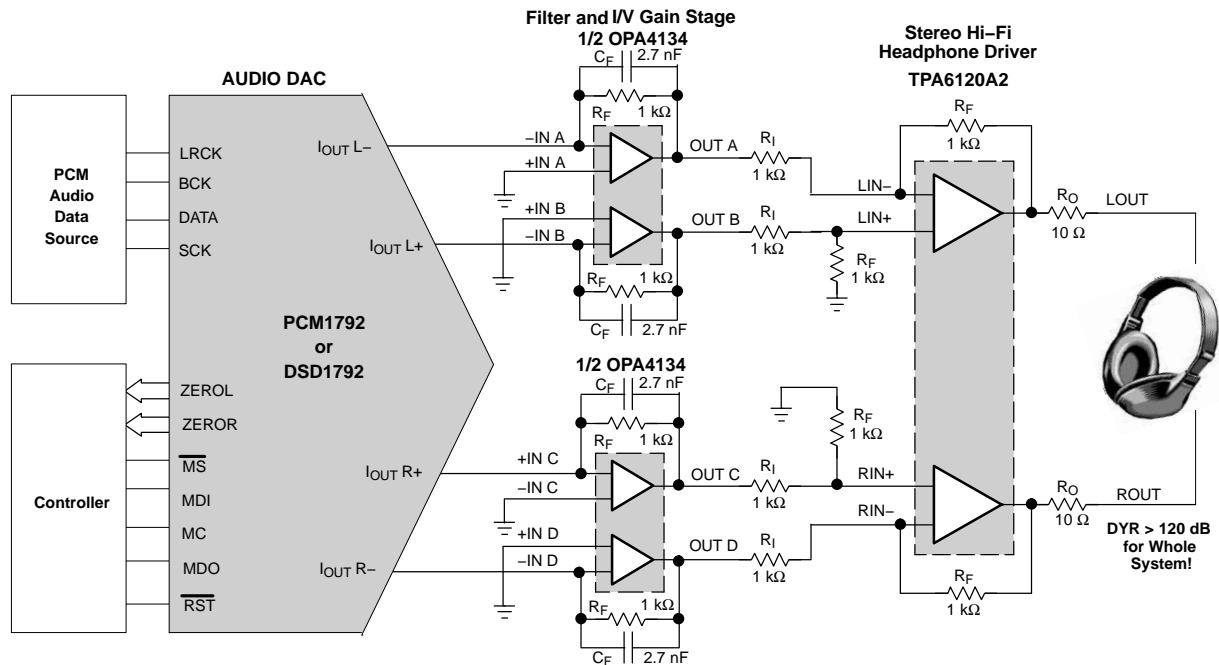 Filter and I/V Gain Stage
1/2 OPA4134
CF 2.7 nF
RF 1 kΩ
Stereo Hi–Fi
Headphone Driver
TPA6120A2
AUDIO DAC
PCM
Audio
Data
Source
LRCK
BCK
DATA
SCK
IOUT L–
IOUT L+
–IN A
+IN A
+IN B
–IN B
OUT A
OUT B
RI
1 kΩ
RI
1 kΩ
LIN–
LIN+
RF
1 kΩ
RF
1 kΩ
RO
10 Ω
LOUT
RF 1 kΩ
CF 2.7 nF
PCM1792
or
DSD1792
Controller
ZEROL
ZEROR
MS
MDI
MC
MDO
RST
IOUT R+
IOUT R–
1/2 OPA4134
CF 2.7 nF
RF 1 kΩ
+IN C
–IN C
+IN D
–IN D
OUT C
OUT D
RI
1 kΩ
RI
1 kΩ
RF
1 kΩ
RIN+
RIN–
RO
10 Ω
ROUT
RF
1 kΩ
RF 1 kΩ
CF 2.7 nF
DYR > 120 dB
for Whole
System!